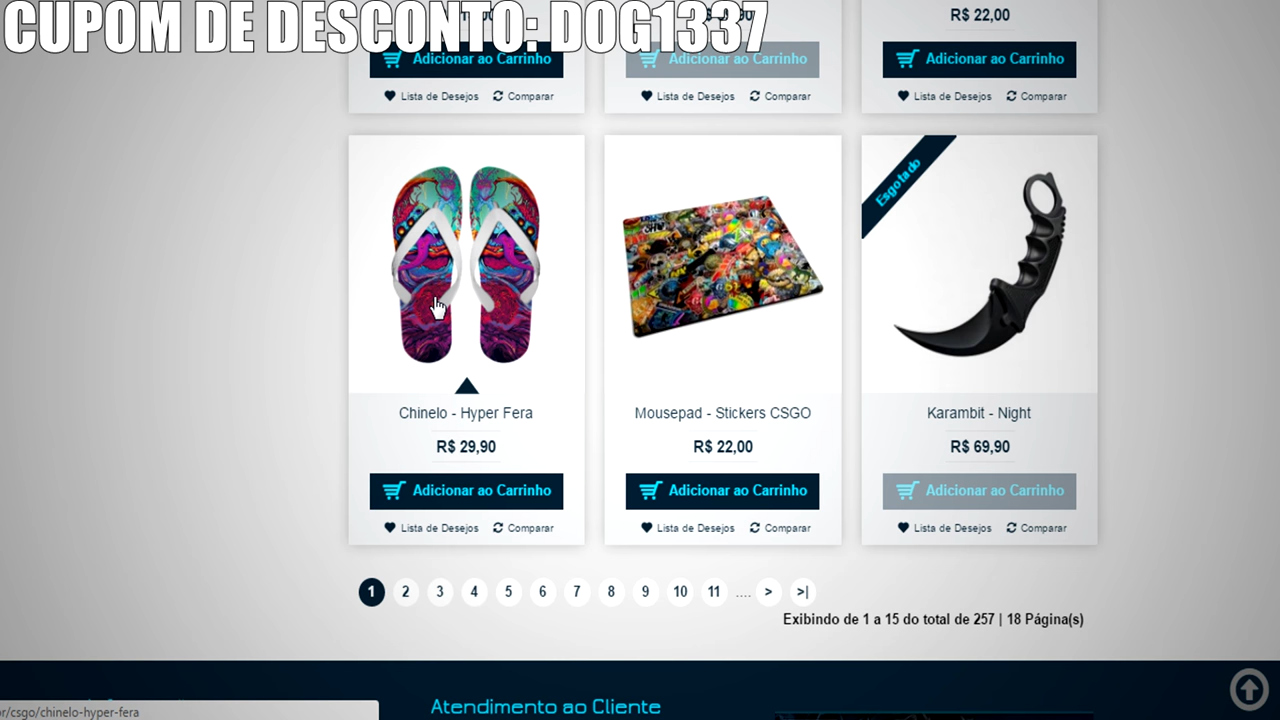 CUPOM DE DESCONTO: DOG1337
R$ 22,00
Adicionar ao Carrinho
Adicionar ao Carrinho
Adicionar ao Carrinho
Lista de Desejos Comparar
Lista de Desejos Comparar
Lista de Desejos Comparar
Esgotado
Chinelo - Hyper Fera
Mousepad - Stickers CSGO
Karambit - Night
R$ 29,90
R$ 22,00
R$ 69,90
Adicionar ao Carrinho
Adicionar ao Carrinho
Adicionar ao Carrinho
Lista de Desejos Comparar
Lista de Desejos Comparar
Lista de Desejos Comparar
1 2 3 4 5 6 7 8 9 10 11 .... > >|
Exibindo de 1 a 15 do total de 257 | 18 Página(s)
Atendimento ao Cliente
or/csgo/chinelo-hyper-fera